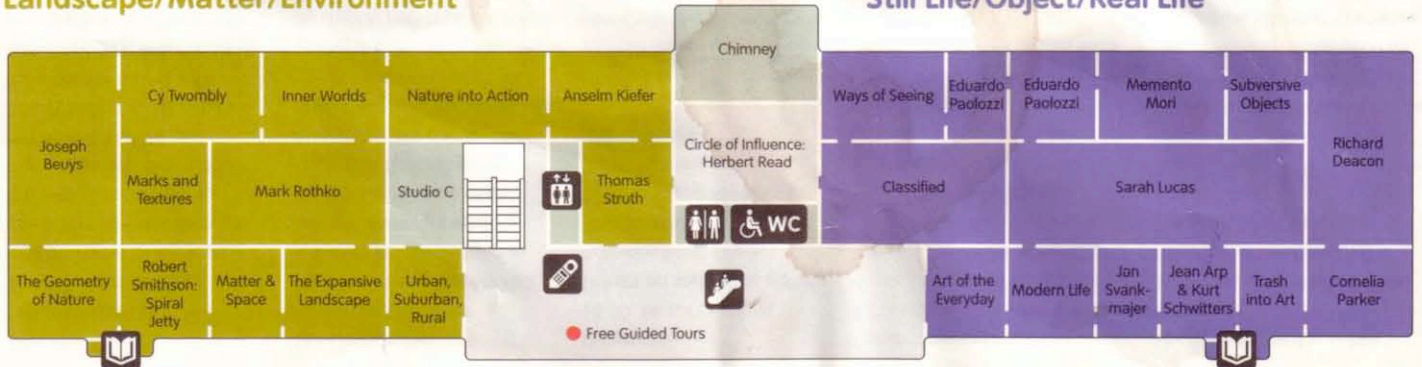 Landscape/Matter/Environment
Still Life/Object/Real Life
Chimney
Cy Twombly
Inner Worlds
Nature into Action
Anselm Kiefer
Ways of Seeing
Eduardo
Paolozzi
Eduardo
Paolozzi
Memento
Mori
Subversive
Objects
Joseph
Beuys
Circle of Influence:
Herbert Read
Richard
Deacon
Marks and
Textures
Mark Rothko
Studio C
Thomas
Struth
Classified
Sarah Lucas
WC
The Geometry
of Nature
Robert
Smithson:
Spiral
Jetty
Matter &
Space
The Expansive
Landscape
Urban,
Suburban,
Rural
Art of the
Everyday
Modern Life
Jan
Svank-
majer
Jean Arp
& Kurt
Schwitters
Trash
into Art
Cornelia
Parker
Free Guided Tours